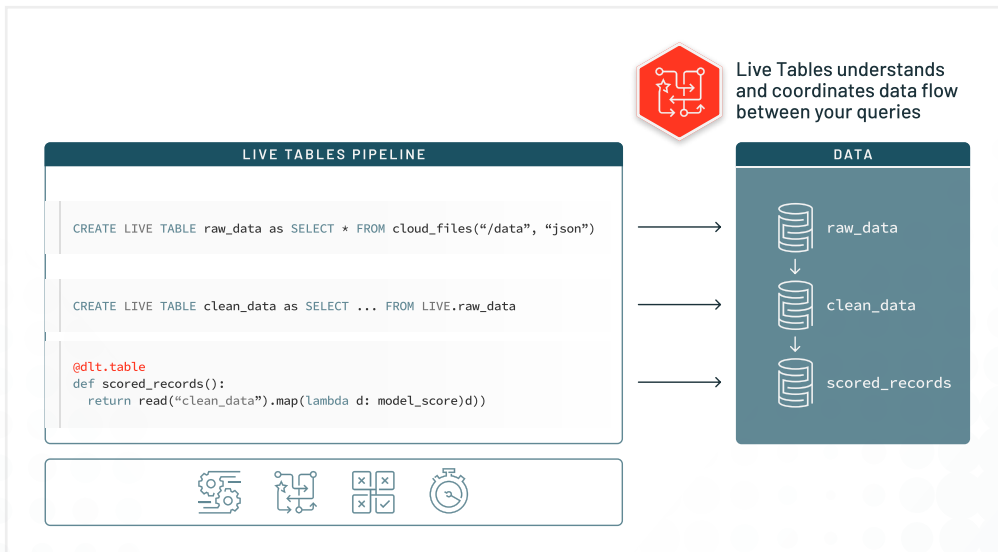 Live Tables understands
and coordinates data flow
between your queries
LIVE TABLES PIPELINE
CREATE LIVE TABLE raw_data as SELECT * FROM cloud_files(“/data”, “json”)
CREATE LIVE TABLE clean_data as SELECT ... FROM LIVE.raw_data
@dlt.table
def scored_records():
return read(“clean_data”).map(lambda d: model_score)d))
DATA
raw_data
clean_data
scored_records